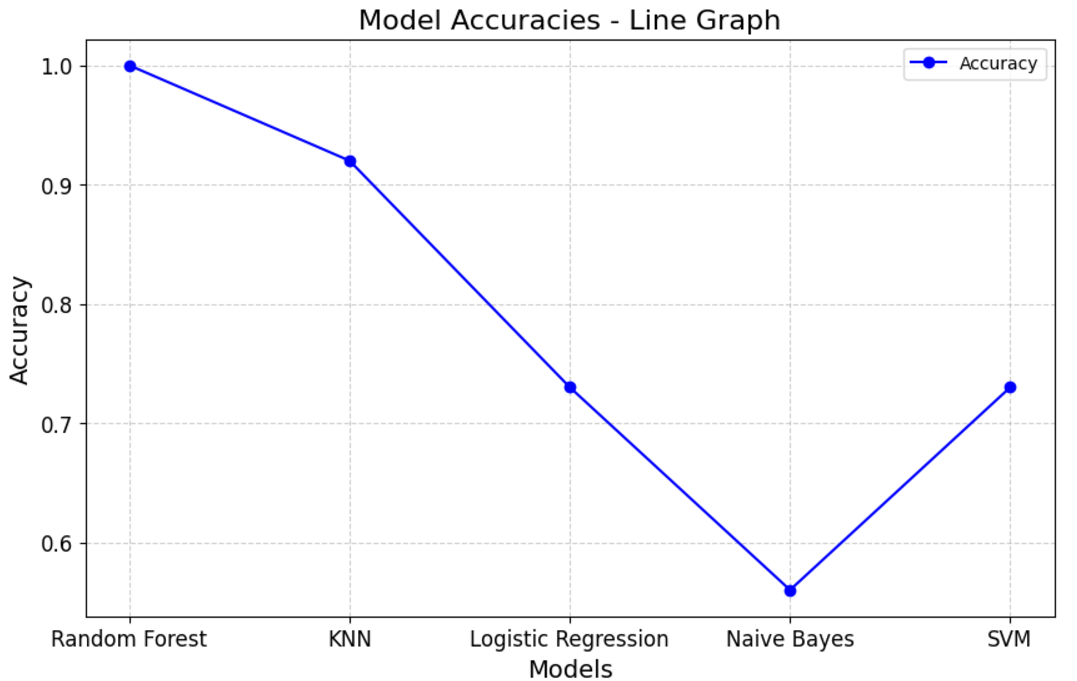 Model Accuracies - Line Graph
Accuracy
1.0
0.9
0.8
0.7
0.6
Accuracy
Random Forest
KNN
Logistic Regression
Naive Bayes
SVM
Models